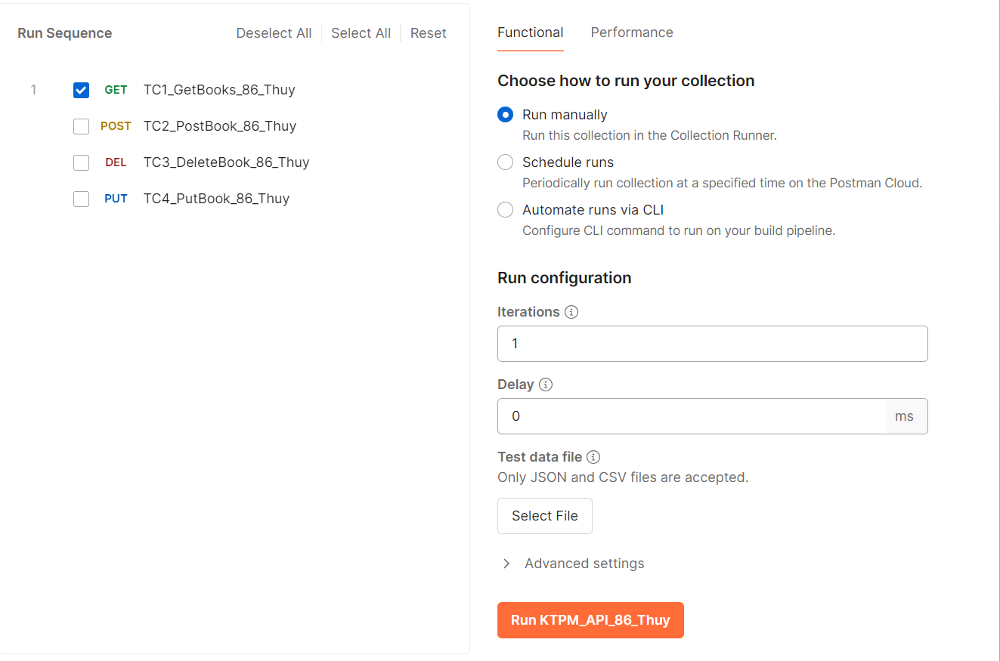 Run Sequence
Deselect All
Select All
Reset
1
GET TC1_GetBooks_86_Thuy
POST TC2_PostBook_86_Thuy
DEL TC3_DeleteBook_86_Thuy
PUT TC4_PutBook_86_Thuy
Functional
Performance
Choose how to run your collection
Run manually
Run this collection in the Collection Runner.
Schedule runs
Periodically run collection at a specified time on the Postman Cloud.
Automate runs via CLI
Configure CLI command to run on your build pipeline.
Run configuration
Iterations
1
Delay
0
ms
Test data file
Only JSON and CSV files are accepted.
Select File
Advanced settings
Run KTPM_API_86_Thuy